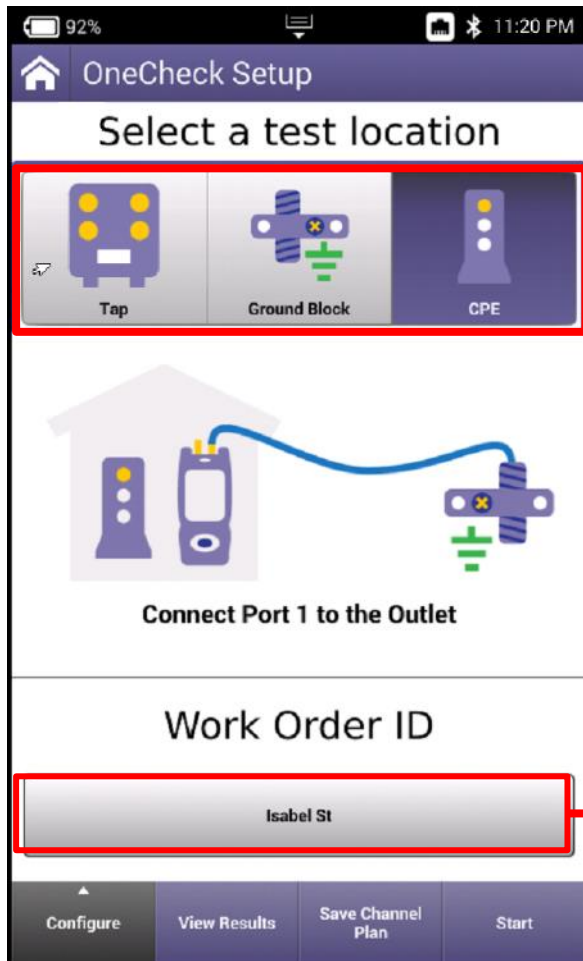 92%
11:20 PM
OneCheck Setup
Select a test location
Tap
Ground Block
CPE
Connect Port 1 to the Outlet
Work Order ID
Isabel St
Configure
View Results
Save Channel
Plan
Start